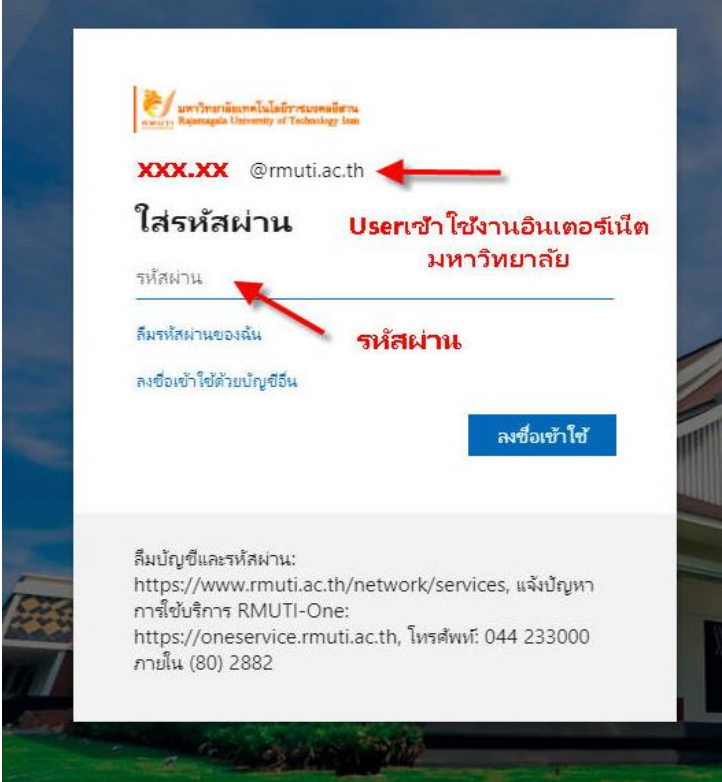 มหาวิทยาลัยเทคโนโลยีราชมงคลอีสาน
RMUTI Rajamagala University of Technology Isan
XXX.XX @rmuti.ac.th
ใส่รหัสผ่าน
Userเข้าใช้งานอินเตอร์เน็ต
มหาวิทยาลัย
รหัสผ่าน
ลืมรหัสผ่านของฉัน
รหัสผ่าน
ลงชื่อเข้าใช้ด้วยบัญชีอื่น
ลงชื่อเข้าใช้
ลืมบัญชีและรหัสผ่าน:
https://www.rmuti.ac.th/network/services, แจ้งปัญหา
การใช้บริการ RMUTI-One:
https://oneservice.rmuti.ac.th, โทรศัพท์: 044 233000
ภายใน (80) 2882